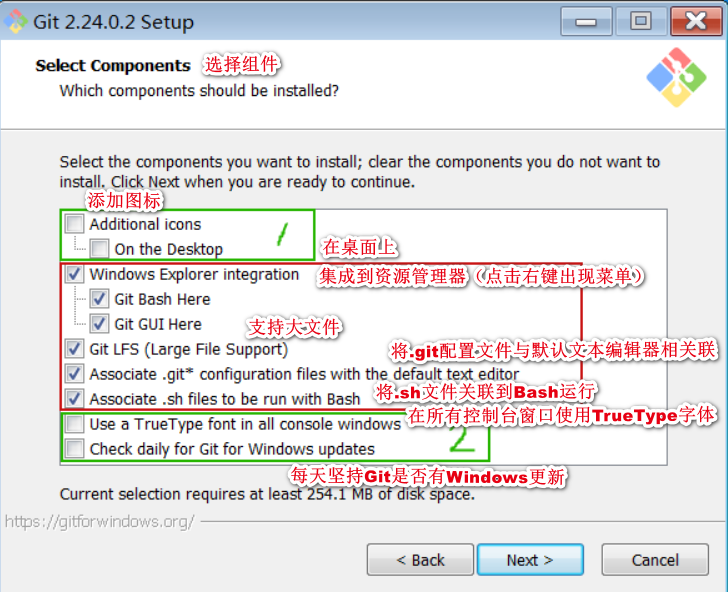 Git 2.24.0.2 Setup
Select Components 选择组件
Which components should be installed?
Select the components you want to install; clear the components you do not want to
install. Click Next when you are ready to continue.
添加图标
Additional icons
1
On the Desktop
在桌面上
Windows Explorer integration 集成到资源管理器（点击右键出现菜单）
Git Bash Here
Git GUI Here
支持大文件
Git LFS (Large File Support)
将.git配置文件与默认文本编辑器相关联
Associate .git* configuration files with the default text editor
将.sh文件关联到Bash运行
Associate .sh files to be run with Bash
在所有控制台窗口使用TrueType字体
Use a TrueType font in all console windows
2
Check daily for Git for Windows updates
每天坚持Git是否有Windows更新
Current selection requires at least 254.1 MB of disk space.
https://gitforwindows.org/
< Back
Next >
Cancel